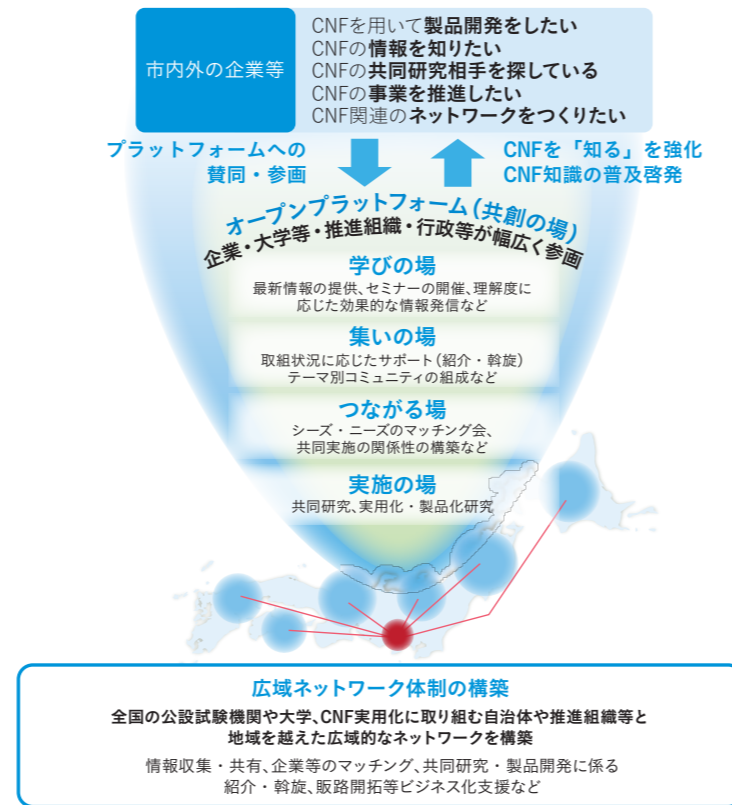 市内外の企業等
CNFを用いて製品開発をしたい
CNFの情報を知りたい
CNFの共同研究相手を探している
CNFの事業を推進したい
CNF関連のネットワークをつくりたい
プラットフォームへの
賛同・参画
CNFを「知る」を強化
CNF知識の普及啓発
オープンプラットフォーム(共創の場)
企業・大学等・推進組織・行政等が幅広く参画
学びの場
最新情報の提供、セミナーの開催、理解度に
応じた効果的な情報発信など
集いの場
取組状況に応じたサポート(紹介・斡旋)
テーマ別コミュニティの組成など
つながる場
シーズ・ニーズのマッチング会、
共同実施の関係性の構築など
実施の場
共同研究、実用化・製品化研究
広域ネットワーク体制の構築
全国の公設試験機関や大学、CNF実用化に取り組む自治体や推進組織等と
地域を越えた広域的なネットワークを構築
情報収集・共有、企業等のマッチング、共同研究・製品開発に係る
紹介・斡旋、販路開拓等ビジネス化支援など